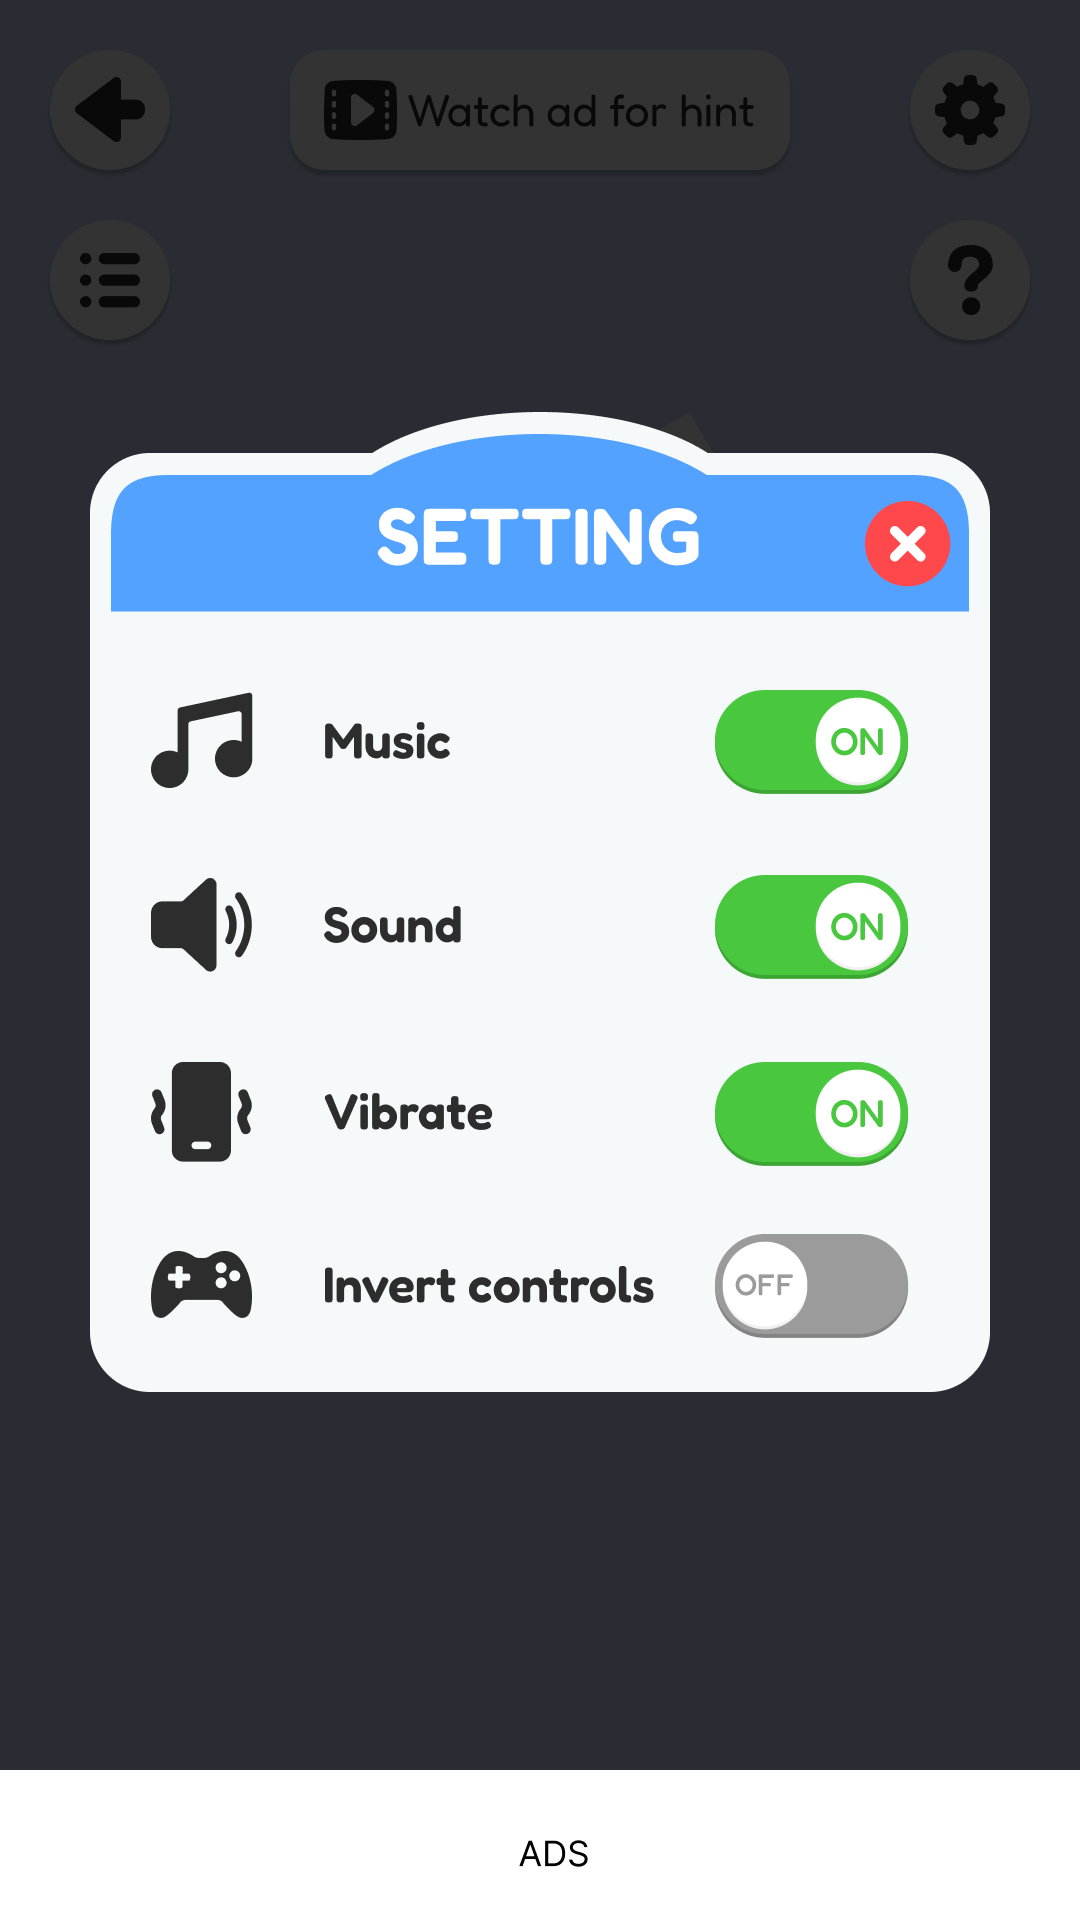 Watch ad for hint
SETTING
Music
ON
Sound
ON
Vibrate
ON
Invert controls
OFF
ADS